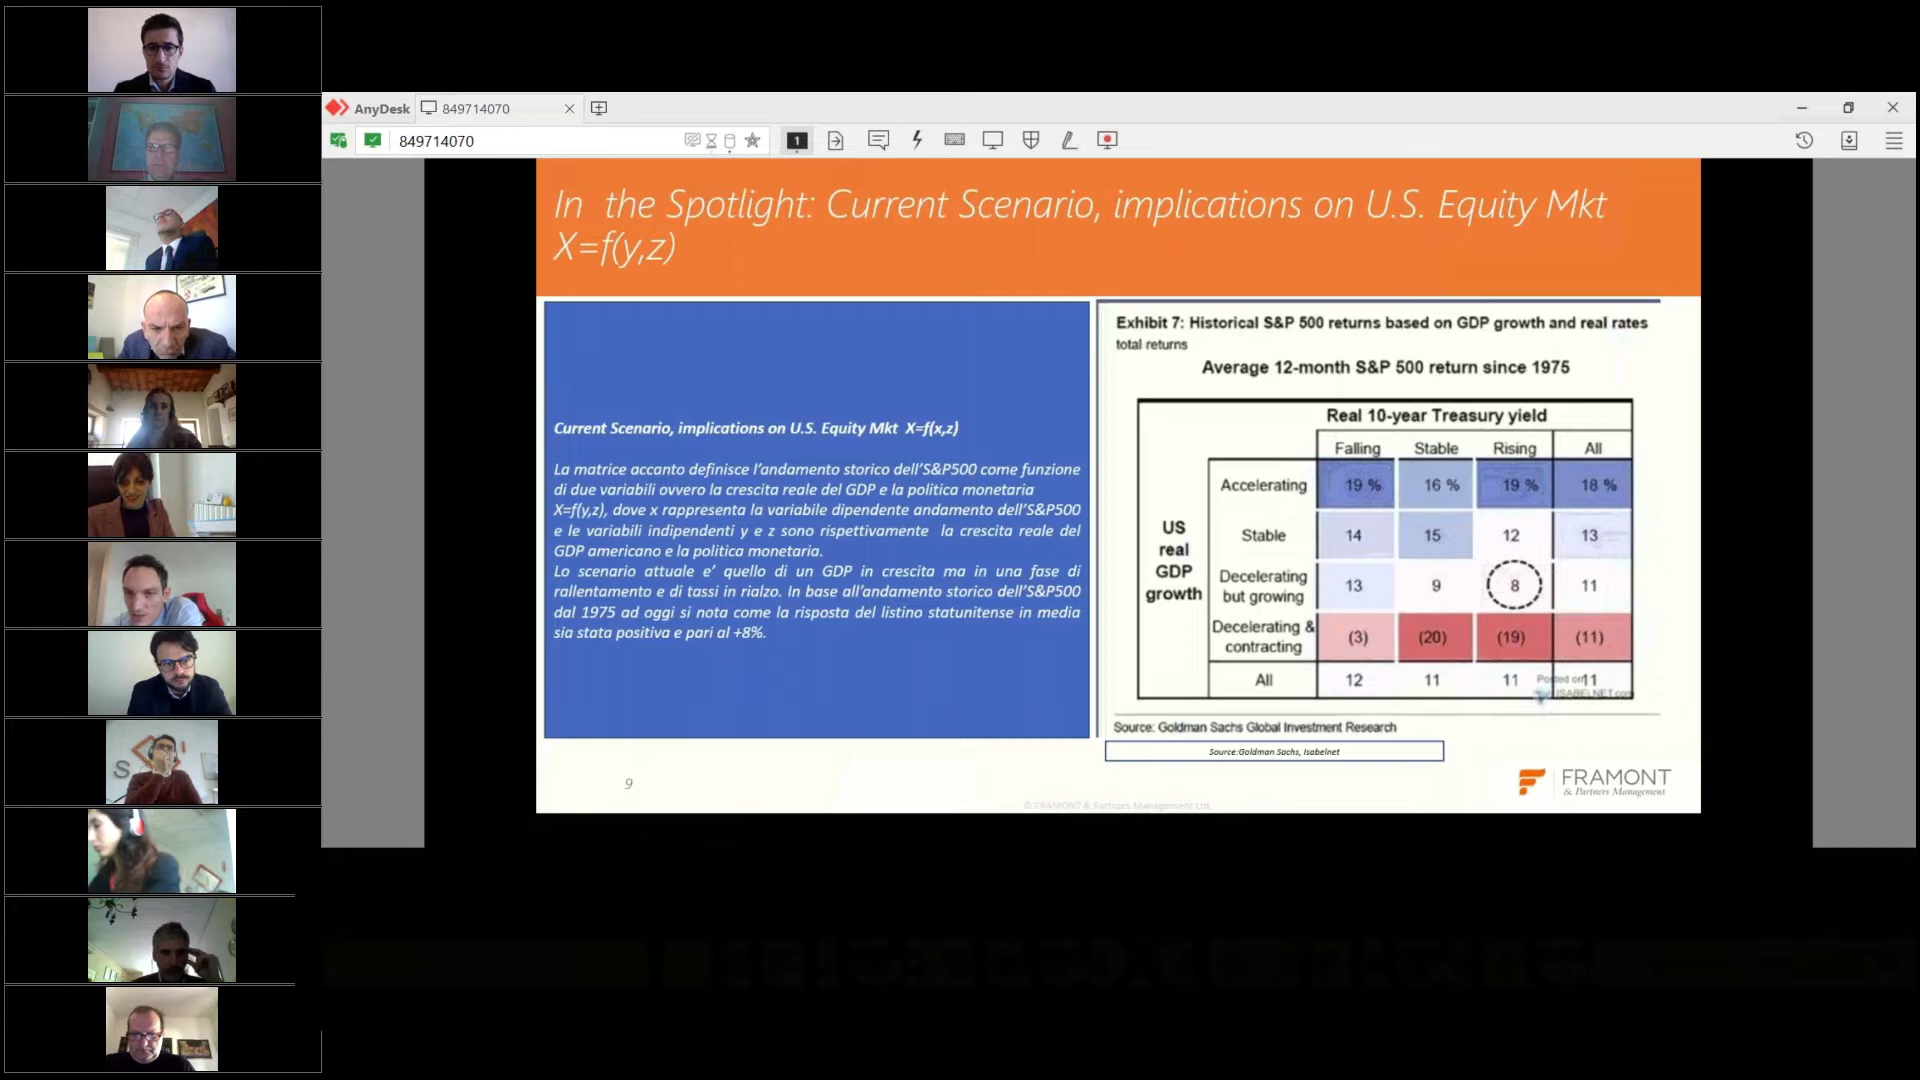 AnyDesk
849714070
849714070
1
In the Spotlight: Current Scenario, implications on U.S. Equity Mkt
X=f(y,z)
Current Scenario, implications on U.S. Equity Mkt X=f(x,z)
La matrice accanto definisce l'andamento storico dell'S&P500 come funzione
di due variabili ovvero la crescita reale del GDP e la politica monetaria
X=f(y,z), dove x rappresenta la variabile dipendente andamento dell'S&P500
e le variabili indipendenti y e z sono rispettivamente la crescita reale del
GDP americano e la politica monetaria.
Lo scenario attuale e' quello di un GDP in crescita ma in una fase di
rallentamento e di tassi in rialzo. In base all'andamento storico dell'S&P500
dal 1975 ad oggi si nota come la risposta del listino statunitense in media
sia stata positiva e pari al +8%.
Exhibit 7: Historical S&P 500 returns based on GDP growth and real rates
total returns
Average 12-month S&P 500 return since 1975
Real 10-year Treasury yield
Falling Stable Rising All
US real GDP growth
Accelerating 19 % 16 % 19 % 18 %
Stable 14 15 12 13
Decelerating but growing 13 9 8 11
Decelerating & contracting (3) (20) (19) (11)
All 12 11 11 11
Posted on
ISABELNET.com
Source: Goldman Sachs Global Investment Research
Source:Goldman Sachs, Isabelnet
9
FRAMONT
& Partners Management
© FRAMONT & Partners Management Ltd.
S